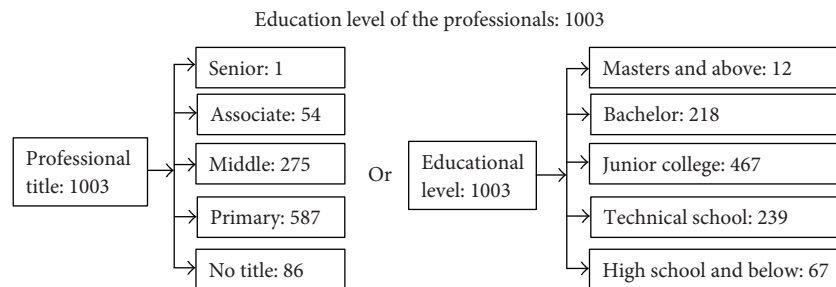 Education level of the professionals: 1003
Professional
title: 1003
Senior: 1
Associate: 54
Middle: 275
Primary: 587
No title: 86
Or
Educational
level: 1003
Masters and above: 12
Bachelor: 218
Junior college: 467
Technical school: 239
High school and below: 67